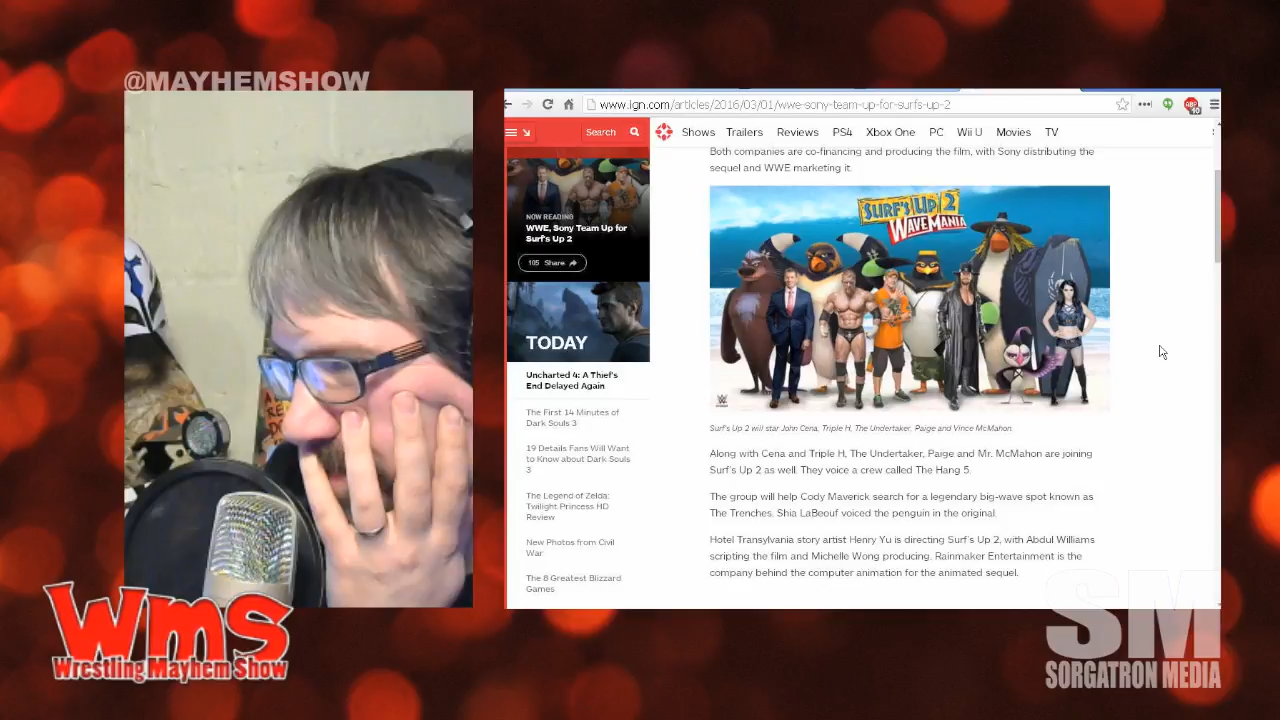 @MAYHEMSHOW
www.ign.com/articles/2016/03/01/wwe-sony-team-up-for-surfs-up-2
ABP
10
Search
Shows Trailers Reviews PS4 Xbox One PC Wii U Movies TV
NOW READING
WWE, Sony Team Up for
Surf's Up 2
105 Share
TODAY
Uncharted 4: A Thief's
End Delayed Again
The First 14 Minutes of
Dark Souls 3
19 Details Fans Will Want
to Know about Dark Souls
3
The Legend of Zelda:
Twilight Princess HD
Review
New Photos from Civil
War
The 8 Greatest Blizzard
Games
Both companies are co-financing and producing the film, with Sony distributing the
sequel and WWE marketing it.
SURF'S UP 2
WAVEMANIA
Surf's Up 2 will star John Cena, Triple H, The Undertaker, Paige and Vince McMahon.
Along with Cena and Triple H, The Undertaker, Paige and Mr. McMahon are joining
Surf's Up 2 as well. They voice a crew called The Hang 5.
The group will help Cody Maverick search for a legendary big-wave spot known as
The Trenches. Shia LaBeouf voiced the penguin in the original.
Hotel Transylvania story artist Henry Yu is directing Surf's Up 2, with Abdul Williams
scripting the film and Michelle Wong producing. Rainmaker Entertainment is the
company behind the computer animation for the animated sequel.
WMS
Wrestling Mayhem Show
SM
SORGATRON MEDIA